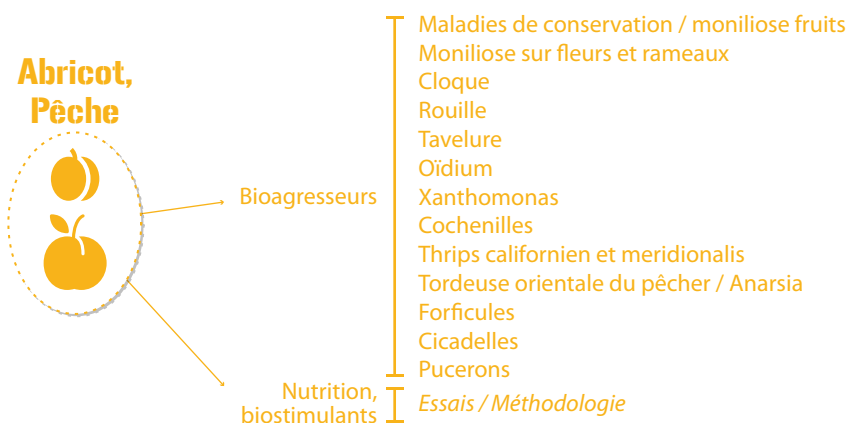 Abricot,
Pêche
Bioagresseurs
Maladies de conservation / moniliose fruits
Moniliose sur fleurs et rameaux
Cloque
Rouille
Tavelure
Oïdium
Xanthomonas
Cochenilles
Thrips californien et meridionalis
Tordeuse orientale du pêcher / Anarsia
Forficules
Cicadelles
Pucerons
Nutrition,
biostimulants
Essais / Méthodologie